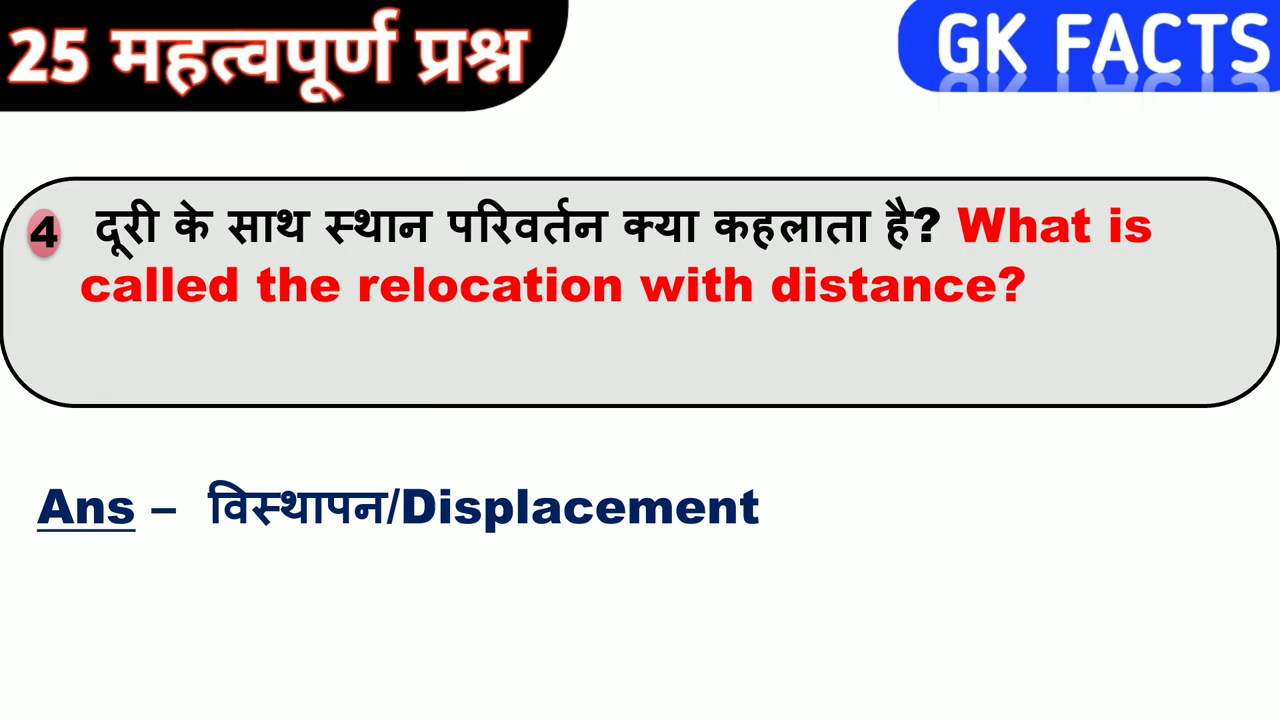 25 महत्वपूर्ण प्रश्न
GK FACTS
4 दूरी के साथ स्थान परिवर्तन क्या कहलाता है? What is
called the relocation with distance?
Ans – विस्थापन/Displacement